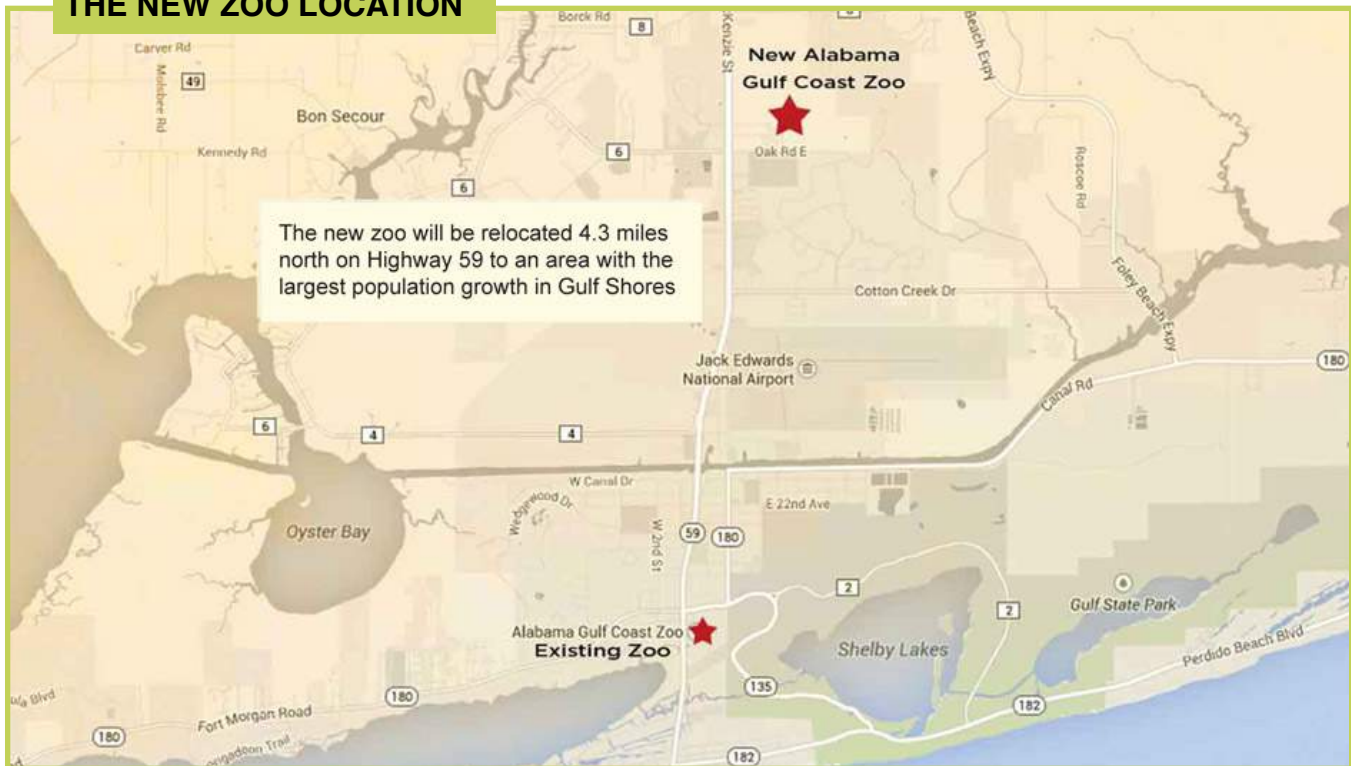 THE NEW ZOO LOCATION
Borck Rd
8
Carver Rd
Molsbee Rd
49
Bon Secour
Kennedy Rd
6
6
Kenzie St
New Alabama
Gulf Coast Zoo
Oak Rd E
Beach Expy
Roscoe Rd
The new zoo will be relocated 4.3 miles
north on Highway 59 to an area with the
largest population growth in Gulf Shores
Cotton Creek Dr
Foley Beach Expy
Jack Edwards
National Airport
180
Canal Rd
6
4
4
W Canal Dr
Wedgewood Dr
E 22nd Ave
Oyster Bay
W 2nd St
59
180
2
2
Gulf State Park
Alabama Gulf Coast Zoo
Existing Zoo
Shelby Lakes
Perdido Beach Blvd
135
182
Blvd
180
Fort Morgan Road
180
Trail
182